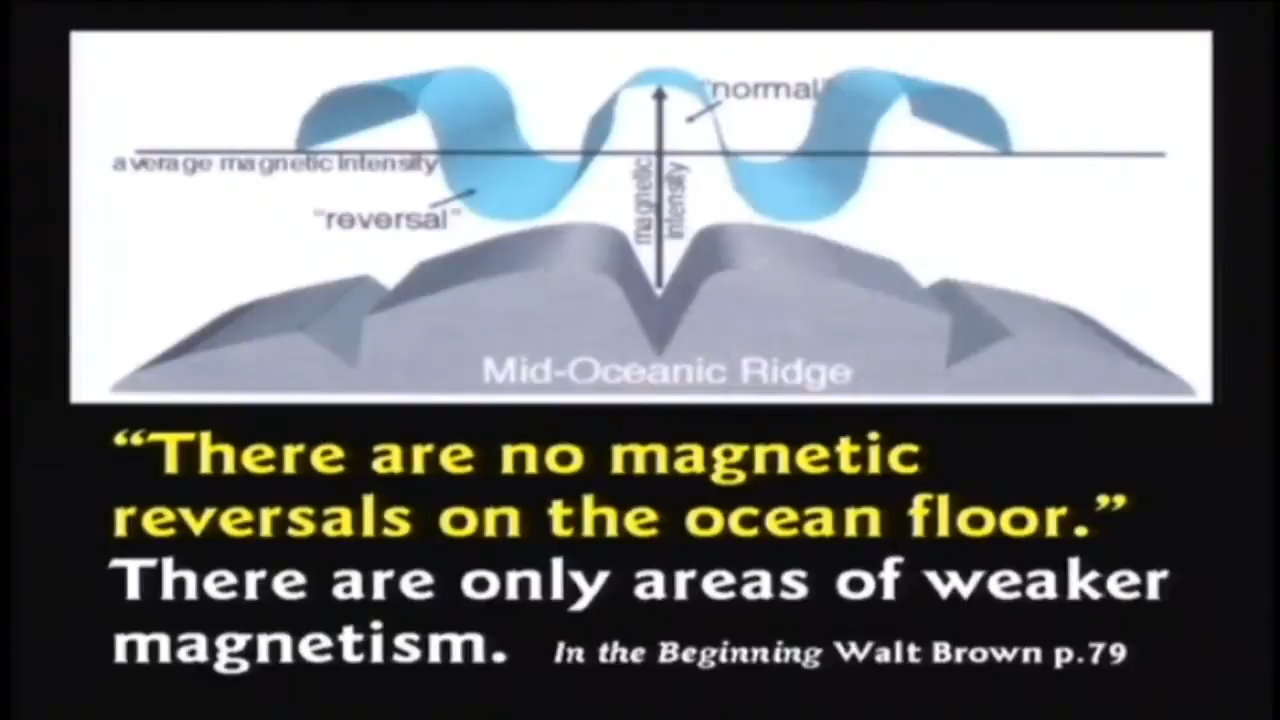 "normal"
average magnetic Intensity
"reversal"
magnetic
intensity
Mid-Oceanic Ridge
“There are no magnetic
reversals on the ocean floor.”
There are only areas of weaker
magnetism. In the Beginning Walt Brown p.79